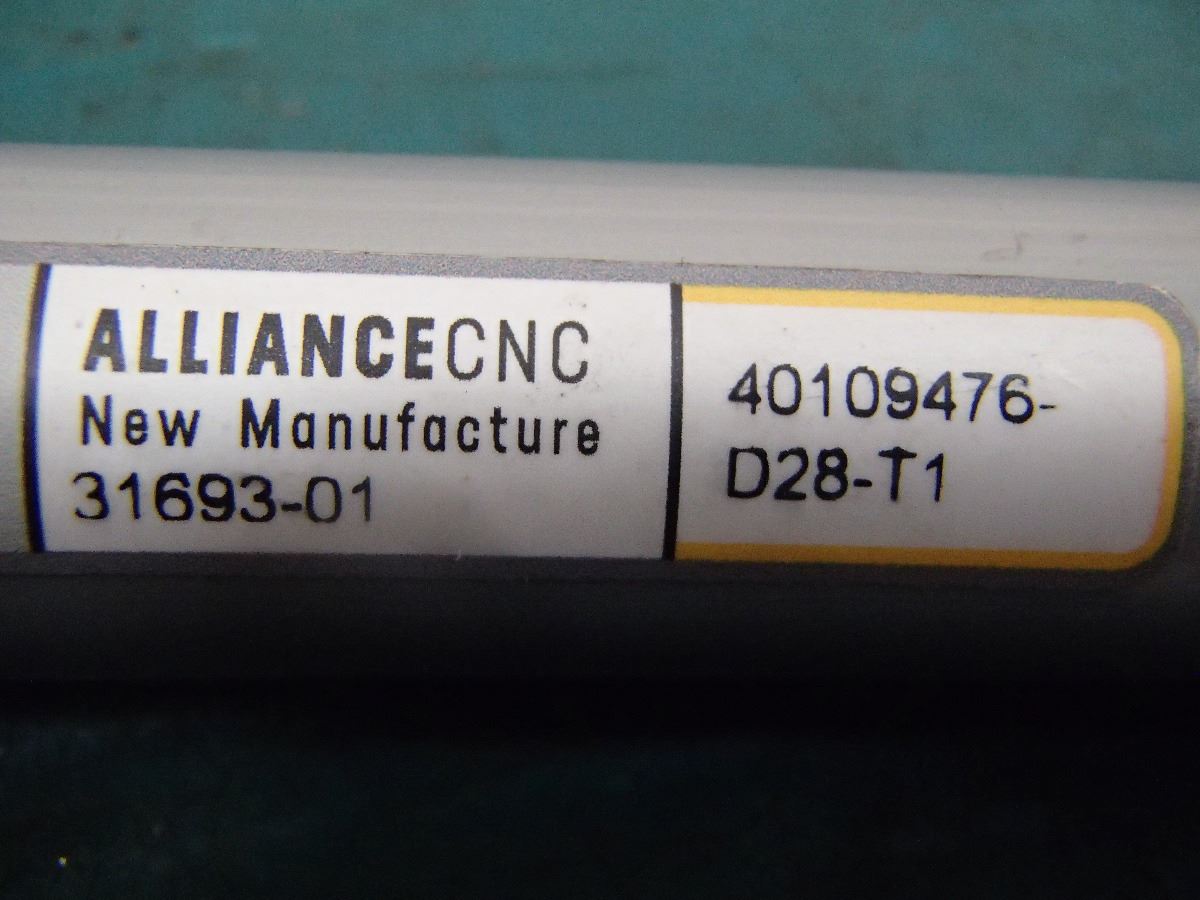 ALLIANCECNC
New Manufacture
31693-01
40109476-
D28-T1